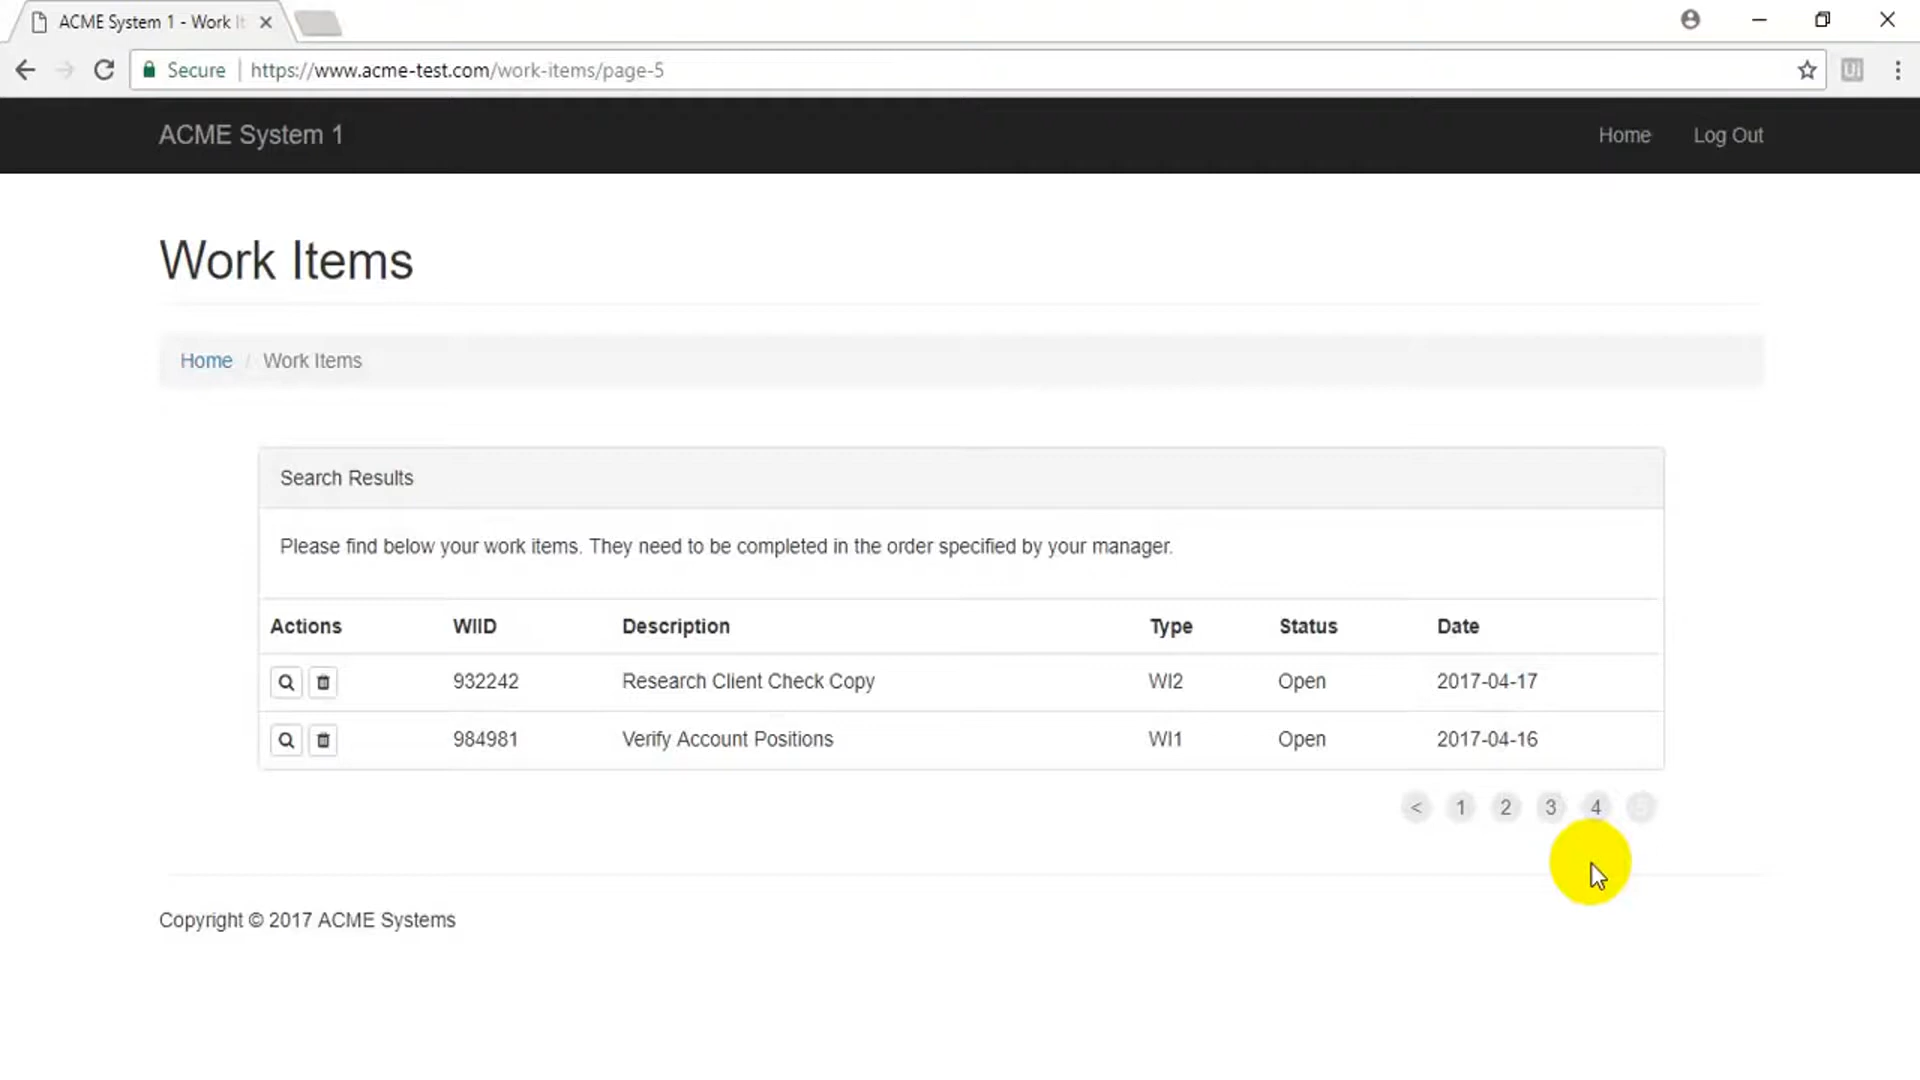 ACME System 1 - Work It
Secure https://www.acme-test.com/work-items/page-5
ACME System 1 Home Log Out
Work Items
Home / Work Items
Search Results
Please find below your work items. They need to be completed in the order specified by your manager.
Actions WIID Description Type Status Date
932242 Research Client Check Copy WI2 Open 2017-04-17
984981 Verify Account Positions WI1 Open 2017-04-16
< 1 2 3 4
Copyright © 2017 ACME Systems